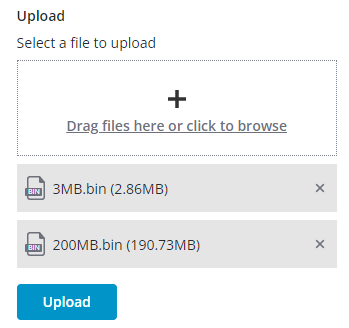 Upload
Select a file to upload
+
Drag files here or click to browse
BIN 3MB.bin (2.86MB) ×
BIN 200MB.bin (190.73MB) ×
Upload